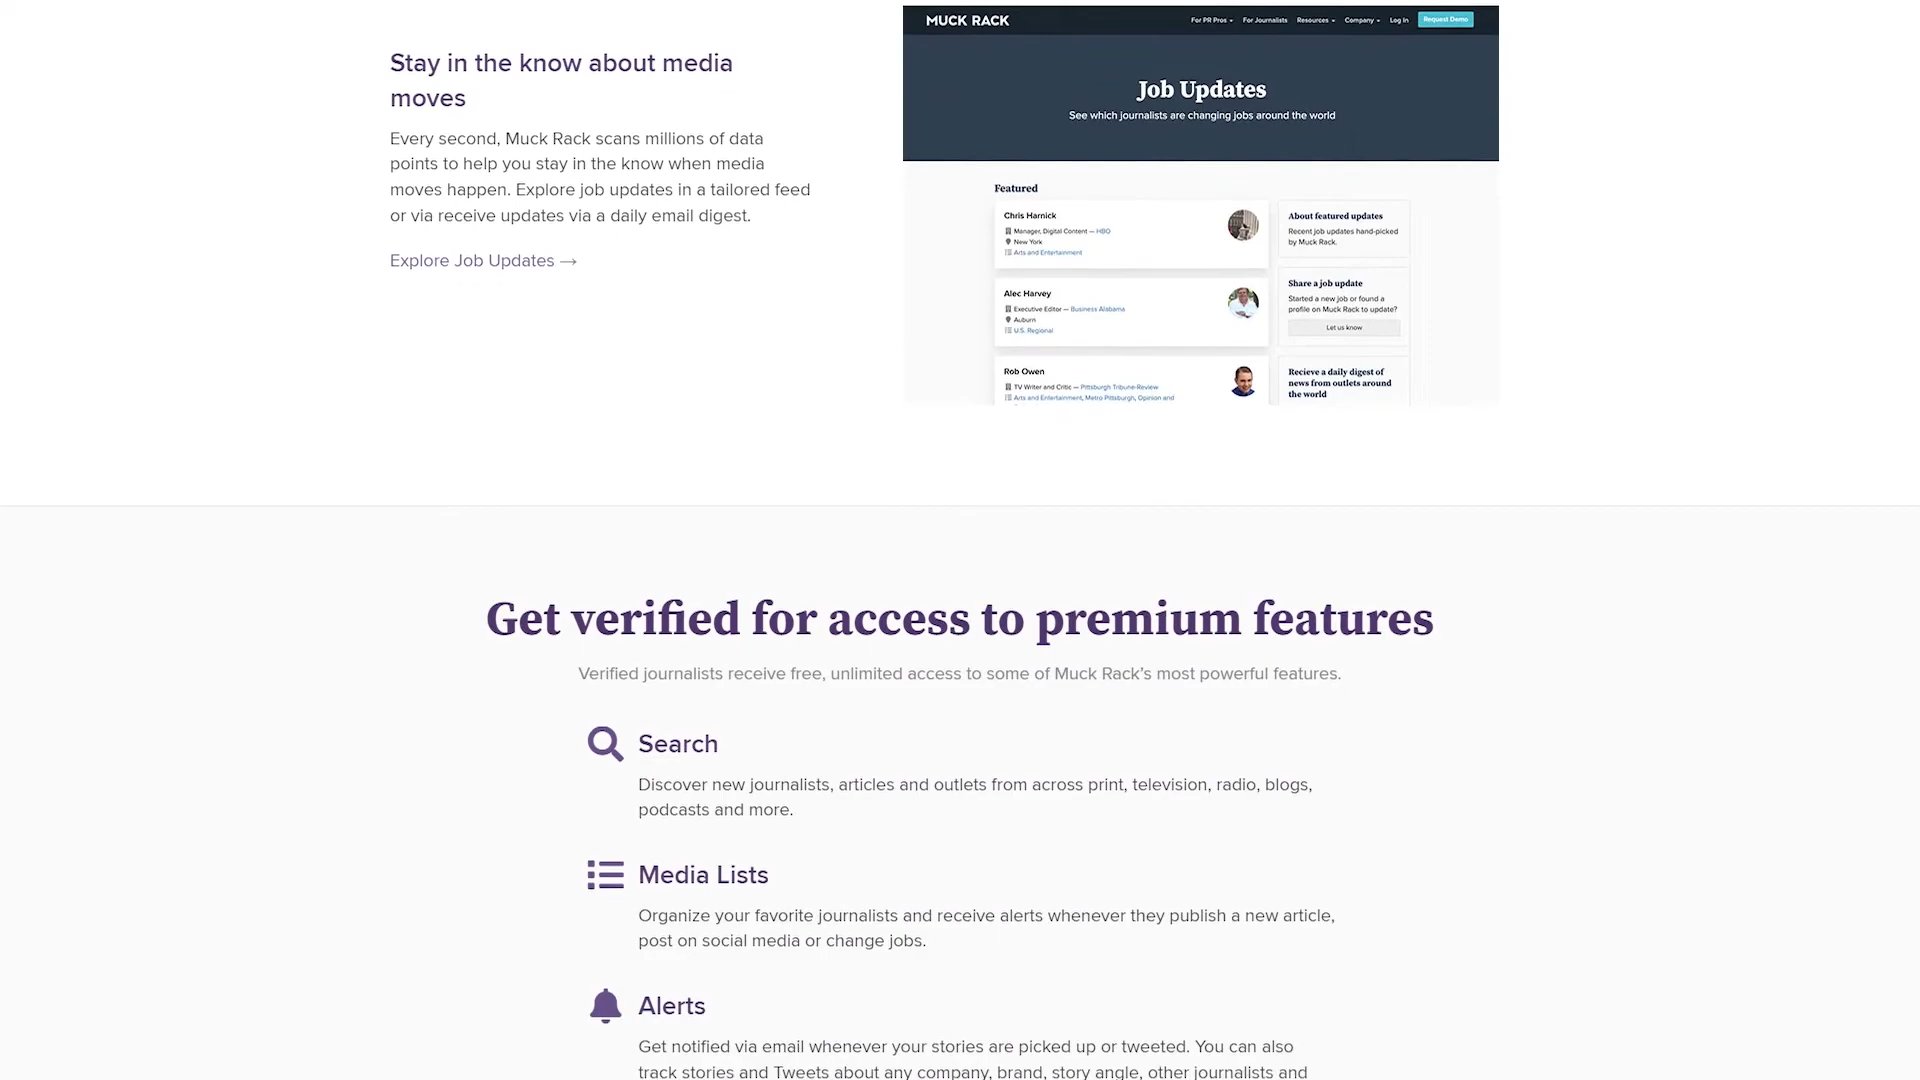 Stay in the know about media
moves
Every second, Muck Rack scans millions of data
points to help you stay in the know when media
moves happen. Explore job updates in a tailored feed
or via receive updates via a daily email digest.
Explore Job Updates →
MUCK RACK
For PR Pros
For Journalists
Resources
Company
Log In
Request Demo
Job Updates
See which journalists are changing jobs around the world
Featured
Chris Harnick
Manager, Digital Content — HBO
New York
Arts and Entertainment
Alec Harvey
Executive Editor — Business Alabama
Auburn
U.S. Regional
Rob Owen
TV Writer and Critic — Pittsburgh Tribune-Review
Arts and Entertainment, Metro Pittsburgh, Opinion and
About featured updates
Recent job updates hand-picked
by Muck Rack.
Share a job update
Started a new job or found a
profile on Muck Rack to update?
Let us know
Recieve a daily digest of
news from outlets around
the world
Get verified for access to premium features
Verified journalists receive free, unlimited access to some of Muck Rack's most powerful features.
Search
Discover new journalists, articles and outlets from across print, television, radio, blogs,
podcasts and more.
Media Lists
Organize your favorite journalists and receive alerts whenever they publish a new article,
post on social media or change jobs.
Alerts
Get notified via email whenever your stories are picked up or tweeted. You can also
track stories and Tweets about any company, brand, story angle, other journalists and